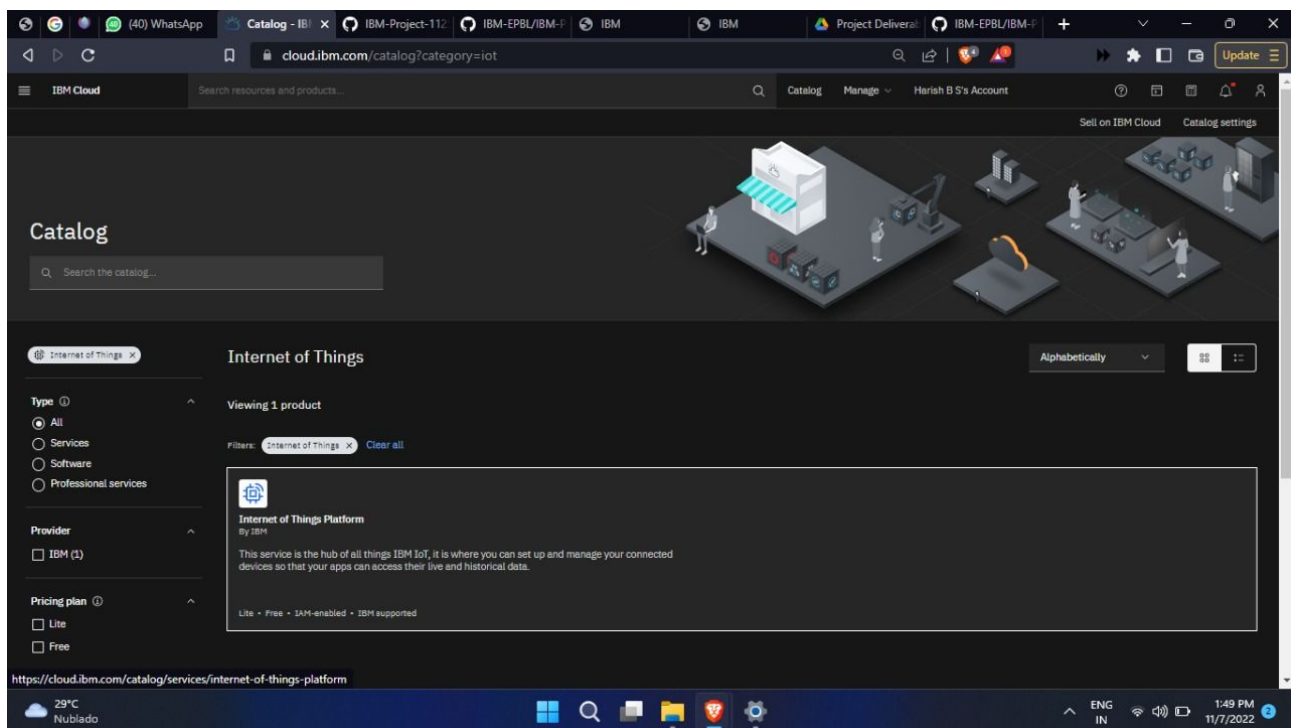 (40) WhatsApp
Catalog - IB
IBM-Project-112
IBM-EPBL/IBM-P
IBM
IBM
Project Deliveral
IBM-EPBL/IBM-P
cloud.ibm.com/catalog?category=iot
Update
IBM Cloud
Search resources and products...
Catalog
Manage
Harish B S's Account
Sell on IBM Cloud
Catalog settings
Catalog
Search the catalog...
Internet of Things
Internet of Things
Alphabetically
Type
All
Services
Software
Professional services
Viewing 1 product
Filters: Internet of Things Clear all
Provider
IBM (1)
Internet of Things Platform
By IBM
This service is the hub of all things IBM IoT, it is where you can set up and manage your connected
devices so that your apps can access their live and historical data.
Lite • Free • IAM-enabled • IBM supported
Pricing plan
Lite
Free
https://cloud.ibm.com/catalog/services/internet-of-things-platform
29°C
Nublado
ENG
IN
1:49 PM
11/7/2022
2